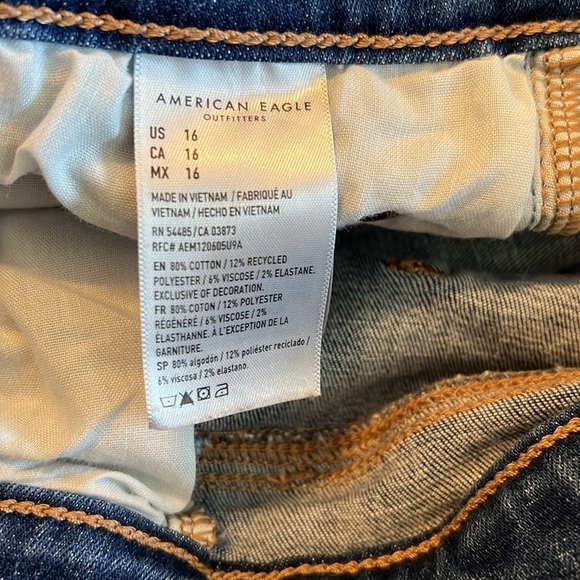 AMERICAN EAGLE
OUTFITTERS
US 16
CA 16
MX 16
MADE IN VIETNAM / FABRIQUÉ AU
VIETNAM / HECHO EN VIETNAM
RN 54485/CA 03873
RFC# AEM120605U9A
EN 80% COTTON / 12% RECYCLED
POLYESTER / 6% VISCOSE / 2% ELASTANE.
EXCLUSIVE OF DECORATION.
FR 80% COTON / 12% POLYESTER
RÉGÉNÉRÉ / 6% VISCOSE / 2%
ÉLASTHANNE. À L'EXCEPTION DE LA
GARNITURE.
SP 80% algodón / 12% poliéster reciclado /
6% viscosa / 2% elastano.